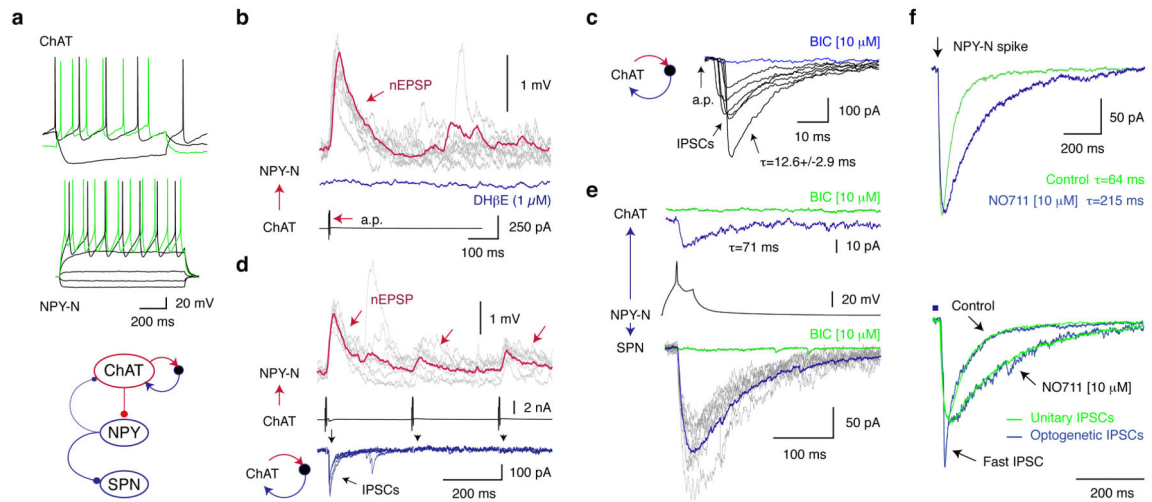 a
ChAT
NPY-N
20 mV
200 ms
ChAT
NPY
SPN
b
nEPSP
1 mV
NPY-N
DHβE (1 µM)
ChAT
a.p.
250 pA
100 ms
d
nEPSP
1 mV
NPY-N
2 nA
ChAT
ChAT
IPSCs
200 ms
100 pA
c
BIC [10 µM]
ChAT
a.p.
100 pA
10 ms
IPSCs
τ=12.6+/-2.9 ms
e
BIC [10 µM]
ChAT
τ=71 ms
10 pA
20 mV
NPY-N
SPN
BIC [10 µM]
50 pA
100 ms
f
NPY-N spike
50 pA
200 ms
Control τ=64 ms
NO711 [10 µM] τ=215 ms
Control
NO711 [10 µM]
Unitary IPSCs
Optogenetic IPSCs
Fast IPSC
200 ms